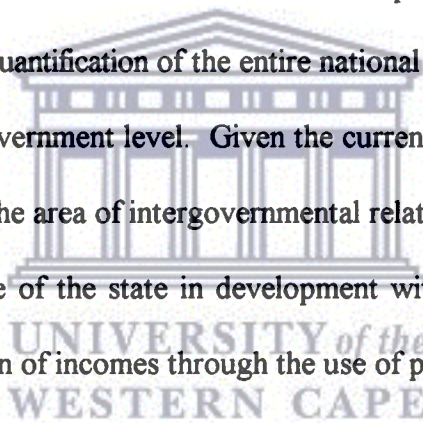 uantification of the entire national
vernment level. Given the curren
he area of intergovernmental relat
e of the state in development wi
UNIVERSITY of the
n of incomes through the use of p
WESTERN CAPE